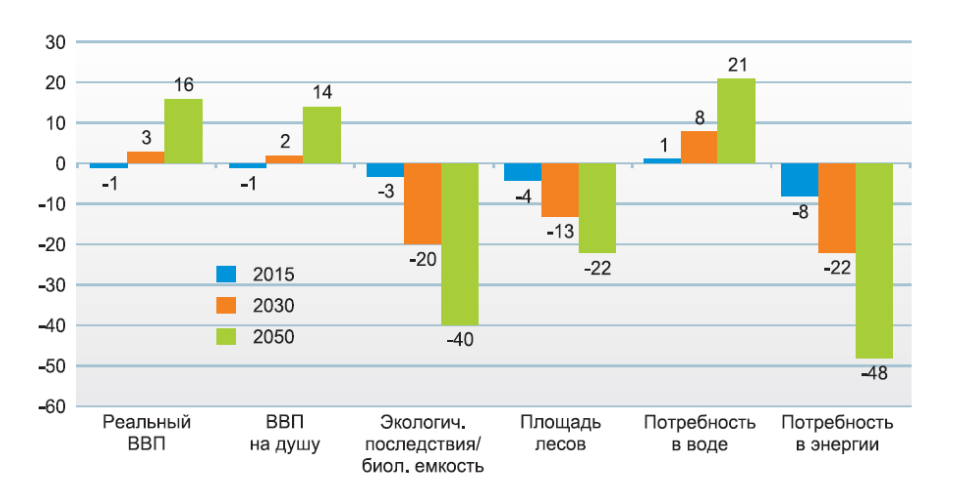 30
20
10
0
-10
-20
-30
-40
-50
-60
-1
3
16
-1
2
14
-3
-20
-40
-4
-13
-22
1
8
21
-8
-22
-48
2015
2030
2050
Реальный
ВВП
ВВП
на душу
Экологич.
последствия/
биол. емкость
Площадь
лесов
Потребность
в воде
Потребность
в энергии